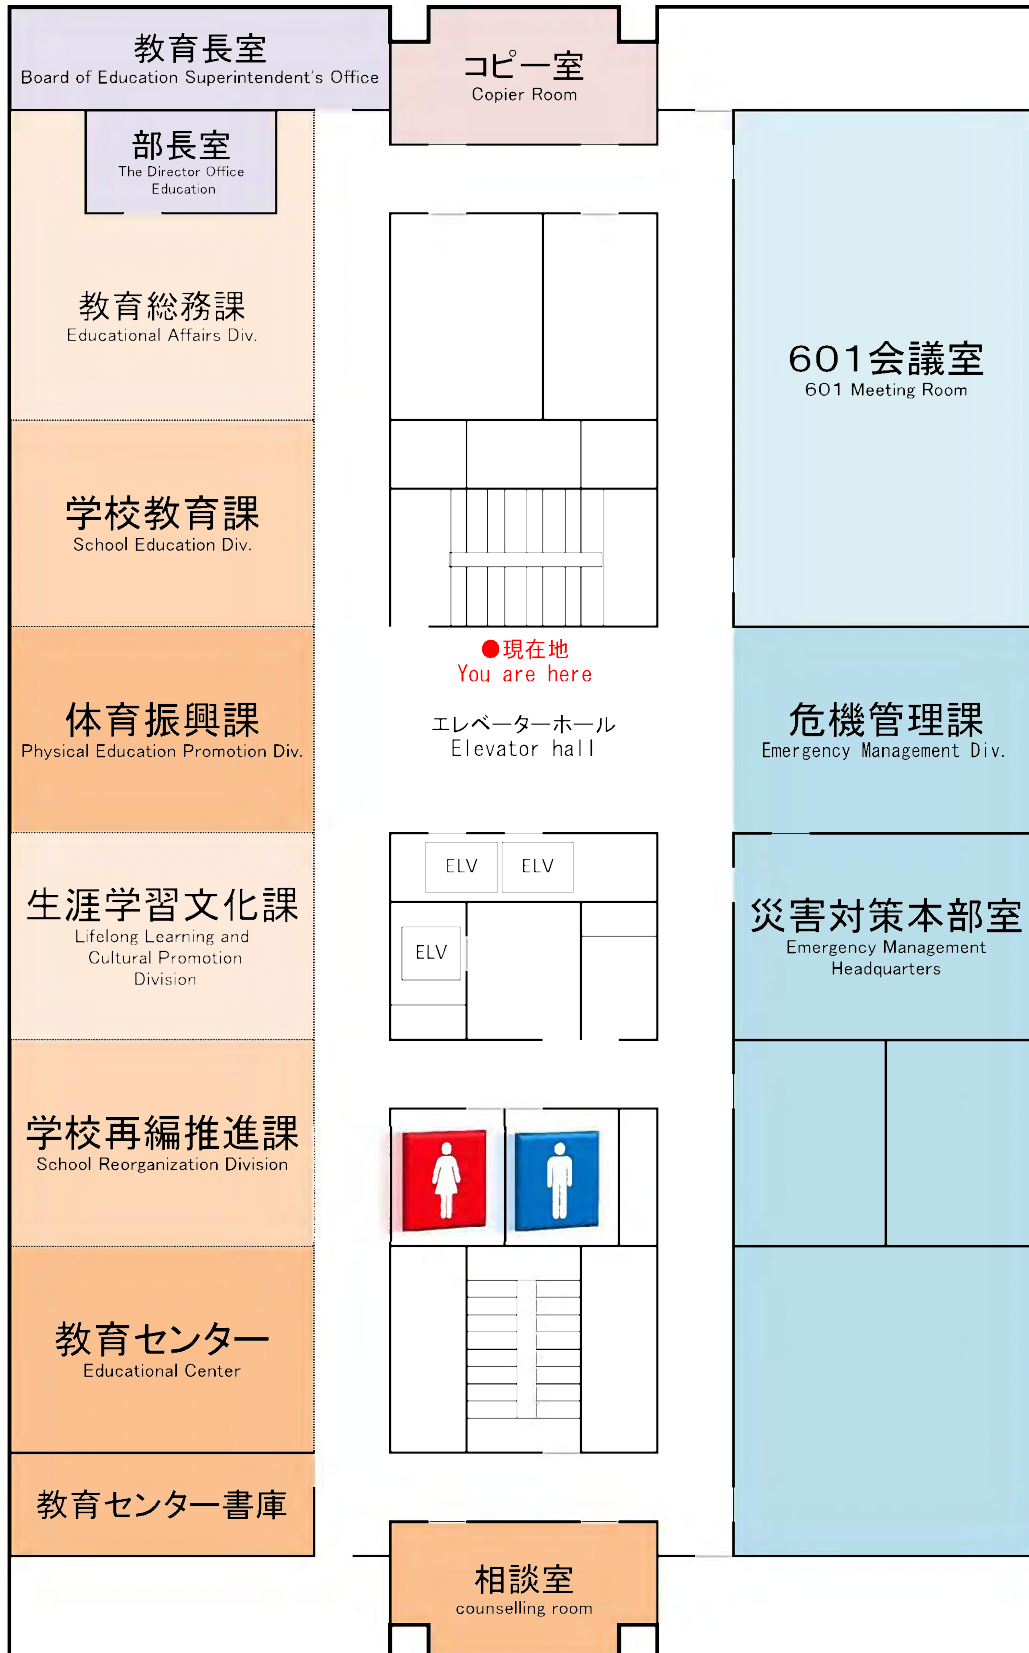 教育長室
Board of Education Superintendent's Office
コピー室
Copier Room
部長室
The Director Office
Education
教育総務課
Educational Affairs Div.
601会議室
601 Meeting Room
学校教育課
School Education Div.
●現在地
You are here
エレベーターホール
Elevator hall
体育振興課
Physical Education Promotion Div.
危機管理課
Emergency Management Div.
ELV
ELV
ELV
生涯学習文化課
Lifelong Learning and
Cultural Promotion
Division
災害対策本部室
Emergency Management
Headquarters
学校再編推進課
School Reorganization Division
教育センター
Educational Center
教育センター書庫
相談室
counselling room